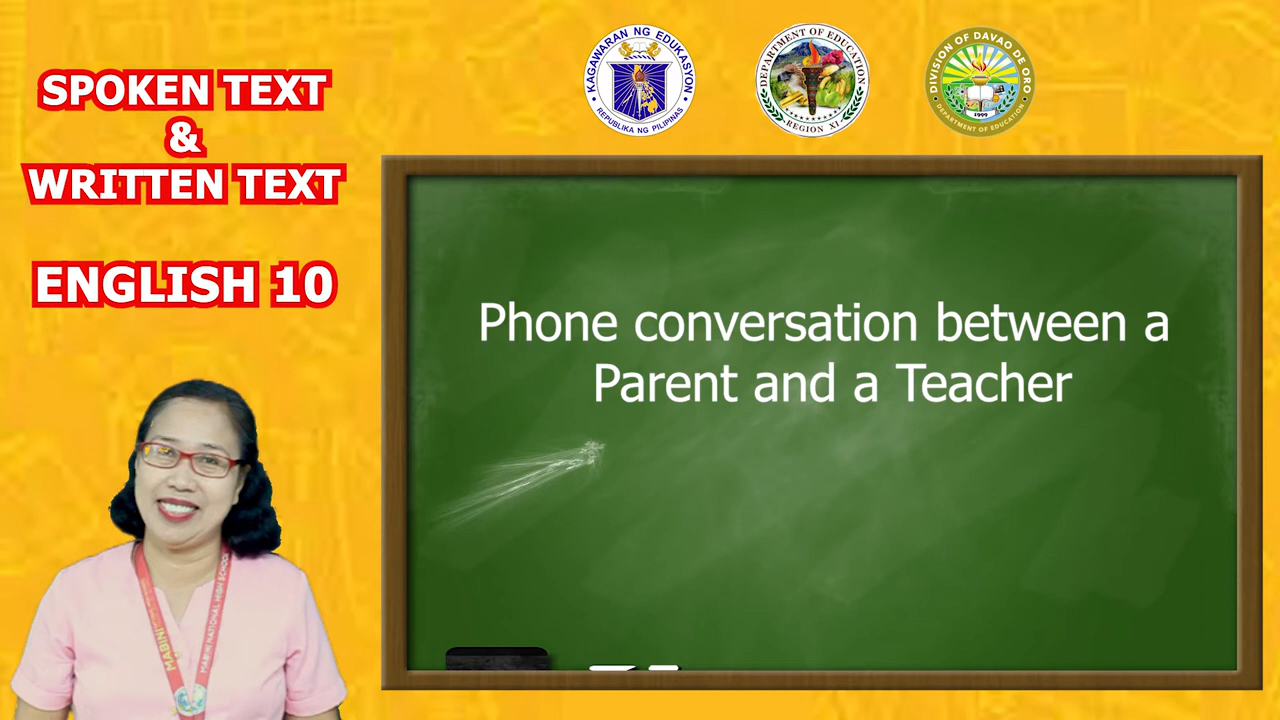 SPOKEN TEXT
&
WRITTEN TEXT
ENGLISH 10
KAGAWARAN NG EDUKASYON
REPUBLIKA NG PILIPINAS
DEPARTMENT OF EDUCATION
REGION XI
DIVISION OF DAVAO DE ORO
1999
DEPARTMENT OF EDUCATION
Phone conversation between a
Parent and a Teacher
MABINI
MABINI NATIONAL HIGH SCHOOL